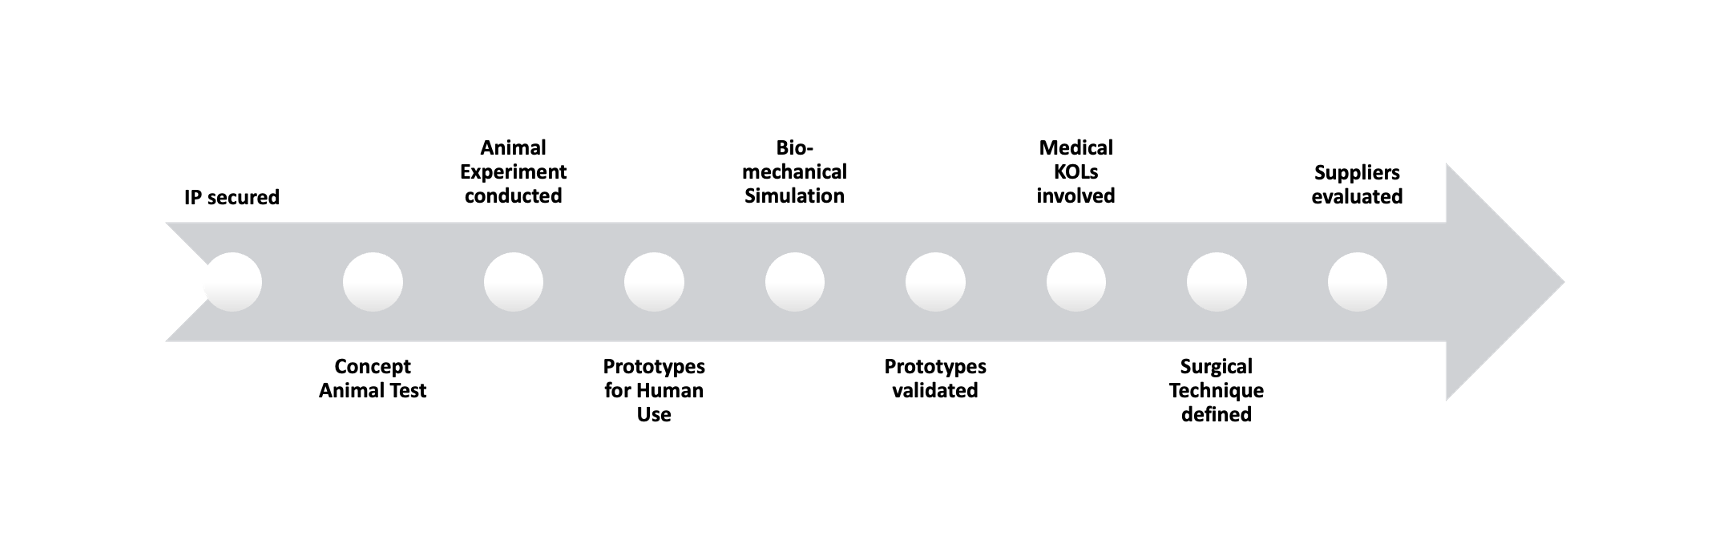 IP secured
Concept
Animal Test
Animal
Experiment
conducted
Prototypes
for Human
Use
Bio-
mechanical
Simulation
Prototypes
validated
Medical
KOLs
involved
Surgical
Technique
defined
Suppliers
evaluated